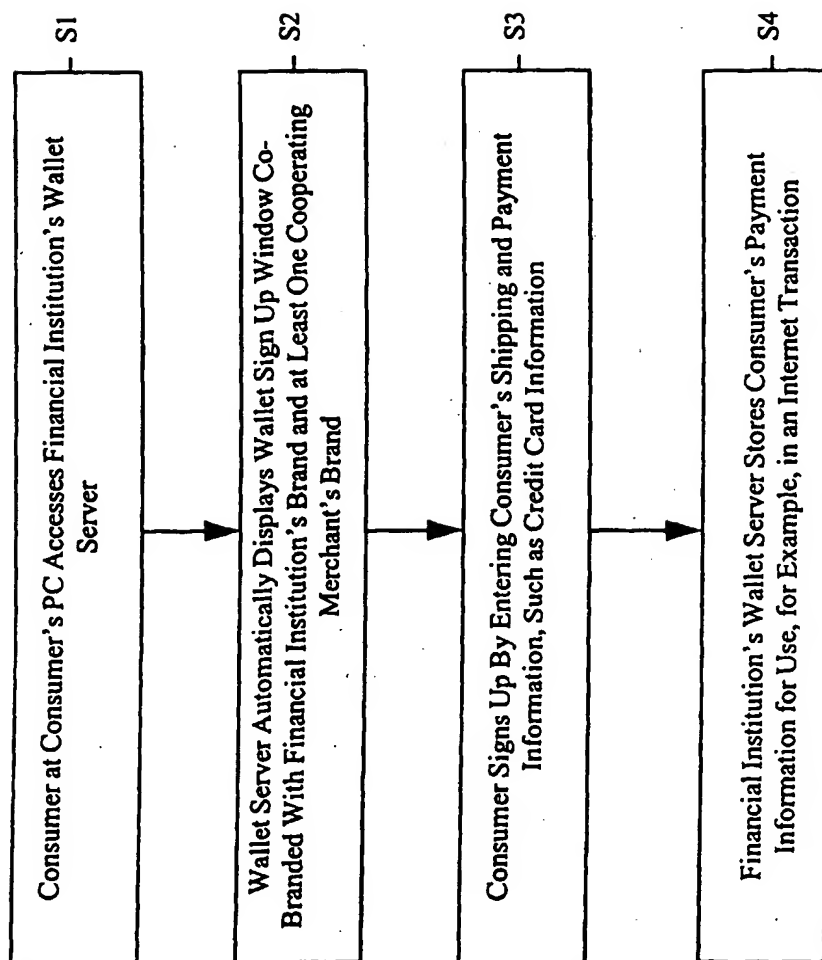 Consumer at Consumer's PC Accesses Financial Institution's Wallet
Server
S1
Wallet Server Automatically Displays Wallet Sign Up Window Co-
Branded With Financial Institution's Brand and at Least One Cooperating
Merchant's Brand
S2
Consumer Signs Up By Entering Consumer's Shipping and Payment
Information, Such as Credit Card Information
S3
Financial Institution's Wallet Server Stores Consumer's Payment
Information for Use, for Example, in an Internet Transaction
S4